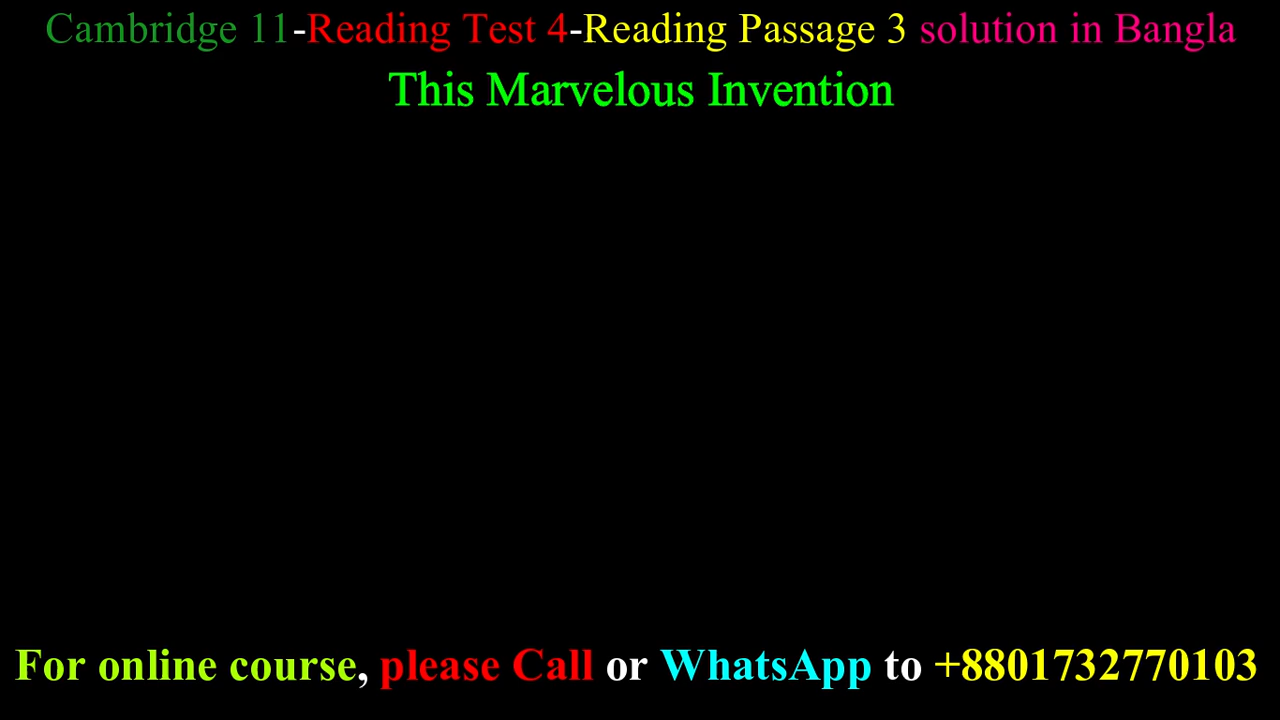 Cambridge 11-Reading Test 4-Reading Passage 3 solution in Bangla
This Marvelous Invention
For online course, please Call or WhatsApp to +8801732770103